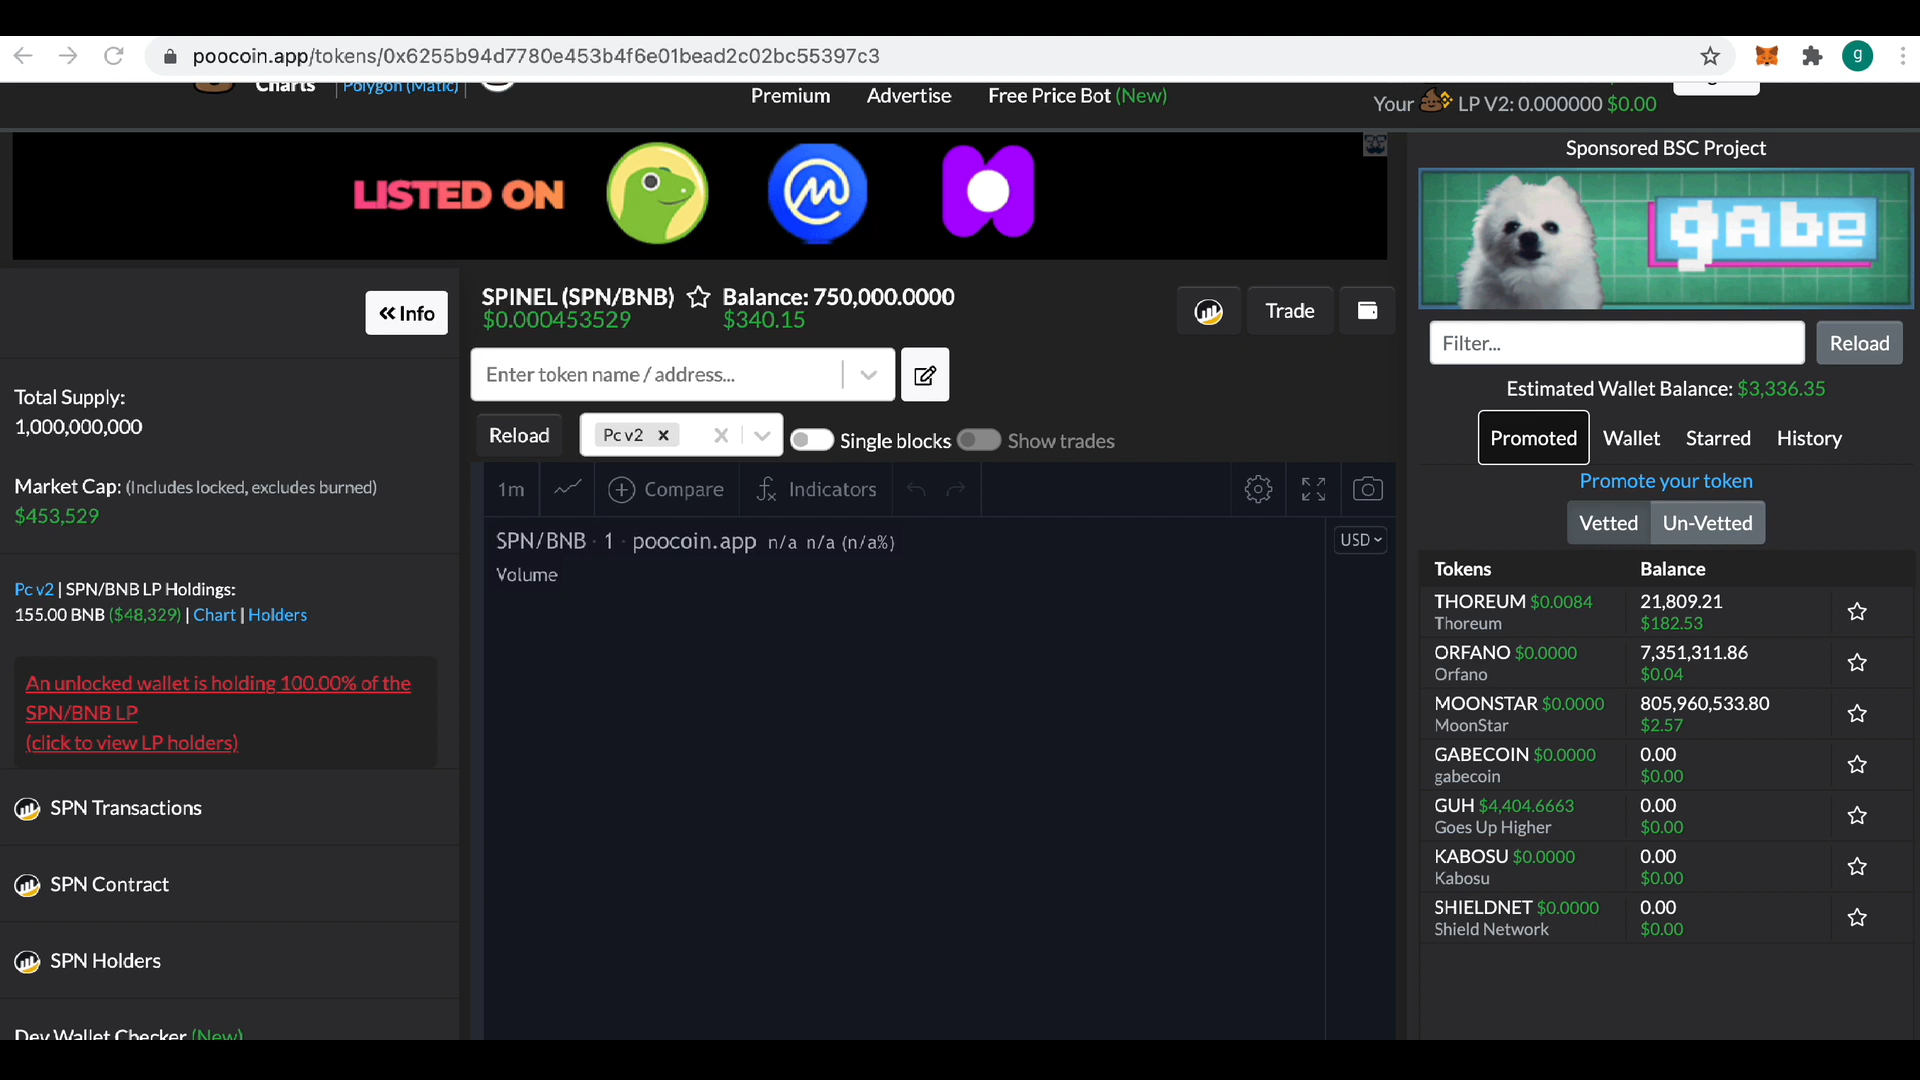 poocoin.app/tokens/0x6255b94d7780e453b4f6e01bead2c02bc55397c3
g
Charts
Polygon (Matic)
Premium
Advertise
Free Price Bot (New)
Your LP V2: 0.000000 $0.00
LISTED ON
Sponsored BSC Project
gabe
« Info
SPINEL (SPN/BNB)
$0.000453529
Balance: 750,000.0000
$340.15
Trade
Enter token name / address...
Reload
Pc v2
Single blocks
Show trades
Total Supply:
1,000,000,000
Market Cap: (Includes locked, excludes burned)
$453,529
Pc v2 | SPN/BNB LP Holdings:
155.00 BNB ($48,329) | Chart | Holders
An unlocked wallet is holding 100.00% of the
SPN/BNB LP
(click to view LP holders)
SPN Transactions
SPN Contract
SPN Holders
Dev Wallet Checker (New)
1m
Compare
Indicators
SPN/BNB · 1 · poocoin.app n/a n/a (n/a%)
Volume
USD
Filter...
Reload
Estimated Wallet Balance: $3,336.35
Promoted
Wallet
Starred
History
Promote your token
Vetted
Un-Vetted
Tokens Balance
THOREUM $0.0084 21,809.21
Thoreum $182.53
ORFANO $0.0000 7,351,311.86
Orfano $0.04
MOONSTAR $0.0000 805,960,533.80
MoonStar $2.57
GABECOIN $0.0000 0.00
gabecoin $0.00
GUH $4,404.6663 0.00
Goes Up Higher $0.00
KABOSU $0.0000 0.00
Kabosu $0.00
SHIELDNET $0.0000 0.00
Shield Network $0.00